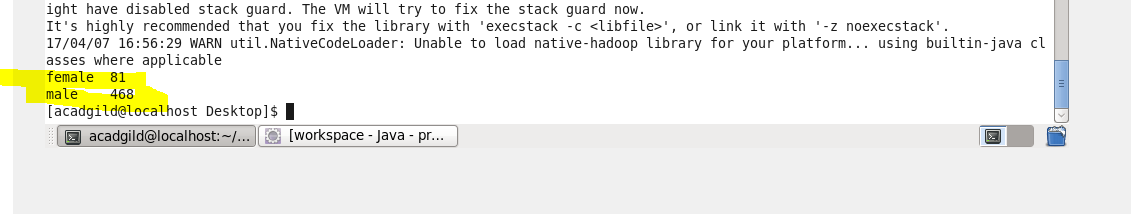 ight have disabled stack guard. The VM will try to fix the stack guard now.
It's highly recommended that you fix the library with 'execstack -c <libfile>', or link it with '-z noexecstack'.
17/04/07 16:56:29 WARN util.NativeCodeLoader: Unable to load native-hadoop library for your platform... using builtin-java cl
asses where applicable
female 81
male 468
[acadgild@localhost Desktop]$
acadgild@localhost:~/... [workspace - Java - pr...